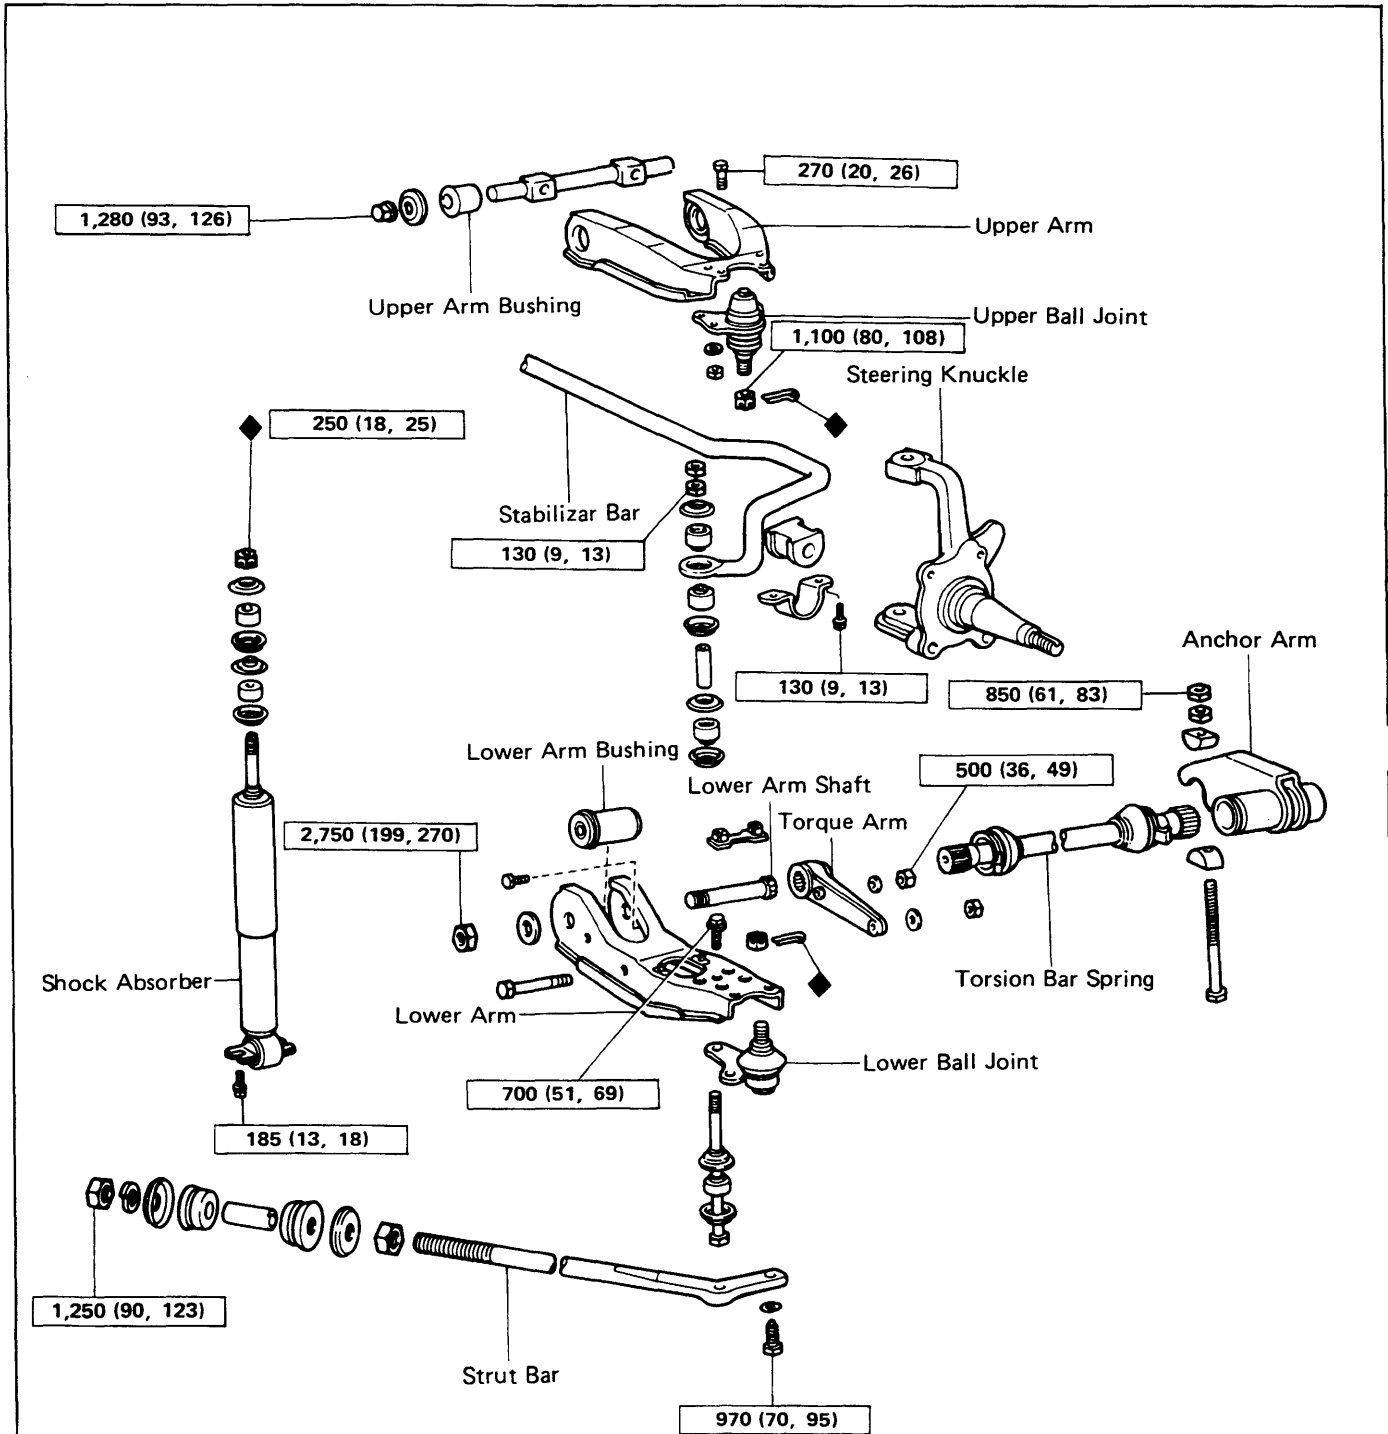 270 (20, 26)
1,280 (93, 126)
Upper Arm
Upper Arm Bushing
Upper Ball Joint
1,100 (80, 108)
Steering Knuckle
250 (18, 25)
Stabilizar Bar
130 (9, 13)
Anchor Arm
130 (9, 13)
850 (61, 83)
Lower Arm Bushing
500 (36, 49)
Lower Arm Shaft
Torque Arm
2,750 (199, 270)
Shock Absorber
Torsion Bar Spring
Lower Arm
Lower Ball Joint
700 (51, 69)
185 (13, 18)
1,250 (90, 123)
Strut Bar
970 (70, 95)